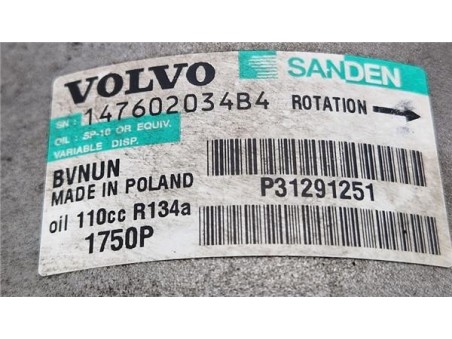 VOLVO SANDEN
SN: 147602034B4 ROTATION
OIL: SP-10 OR EQUIV.
VARIABLE DISP.
BVNUN
MADE IN POLAND P31291251
oil 110cc R134a
1750P